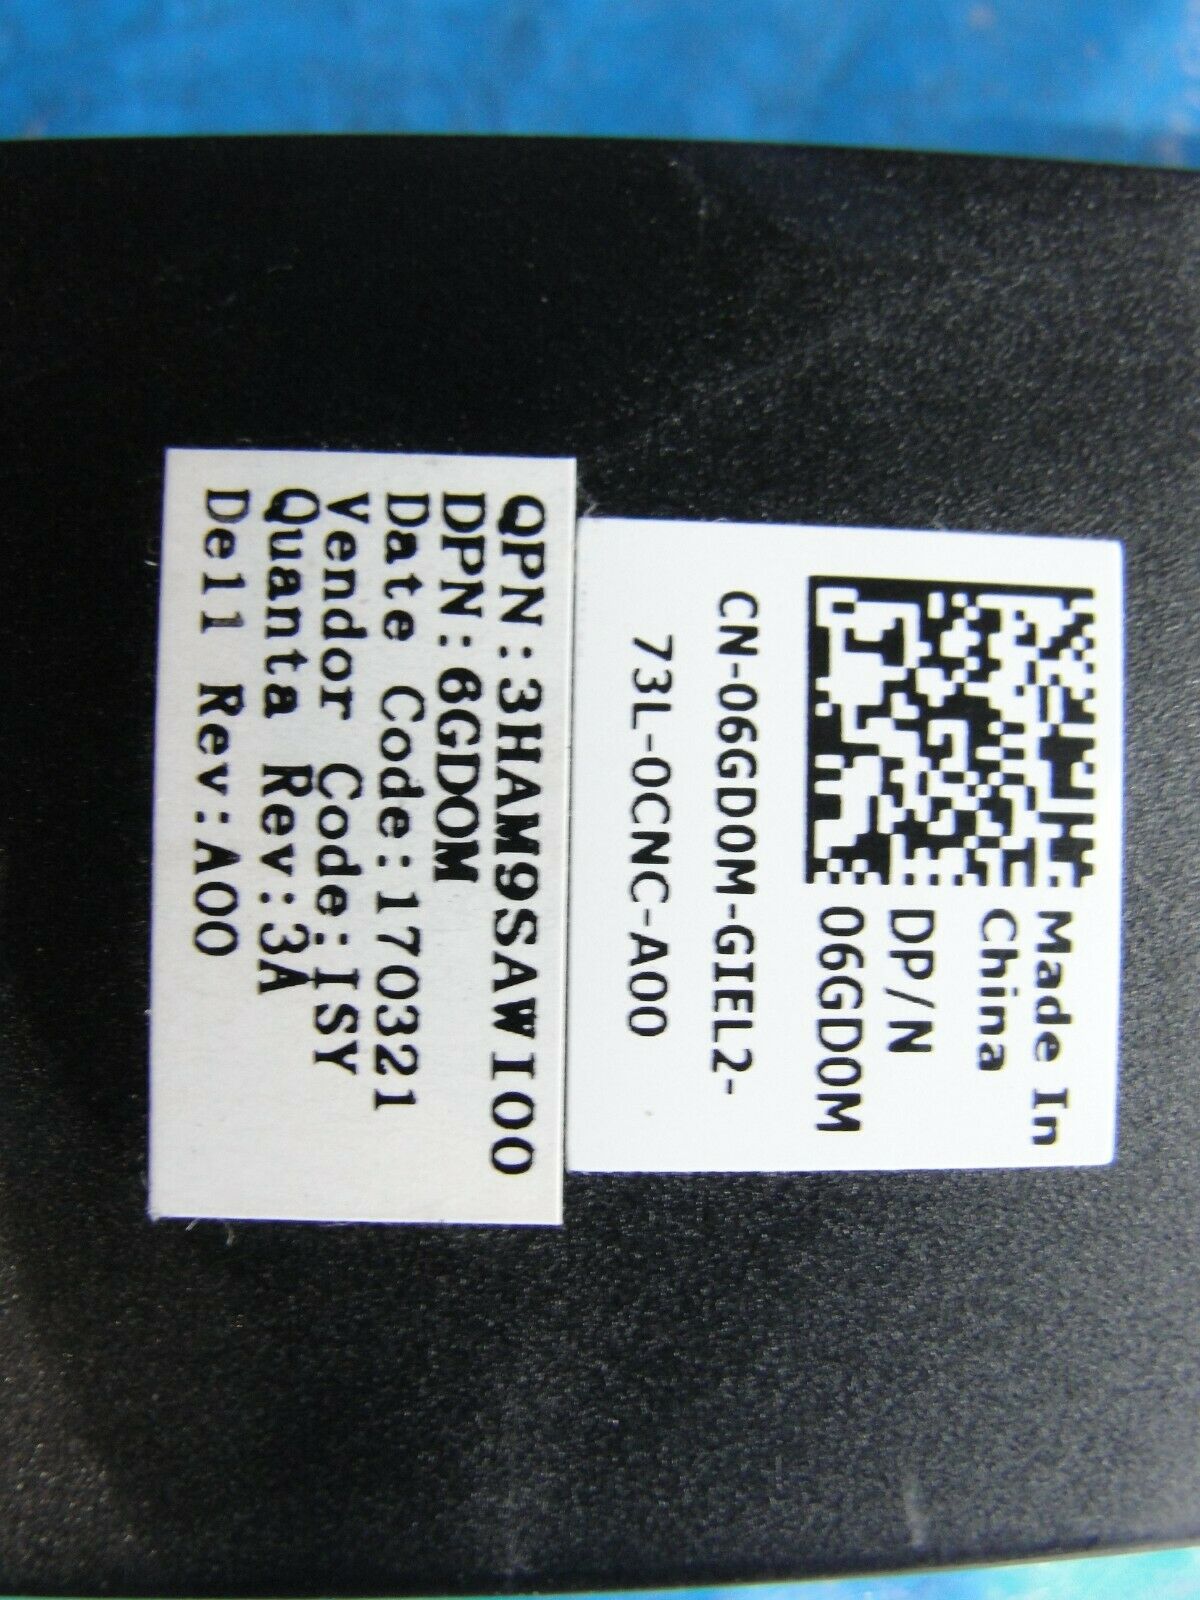 Made In
China
DP/N
06GD0M
CN-06GD0M-GIEL2-
73L-0CNC-A00
QPN:3HAM9SAWI00
DPN:6GD0M
Date Code:170321
Vendor Code:ISY
Quanta Rev:3A
Dell Rev:A00